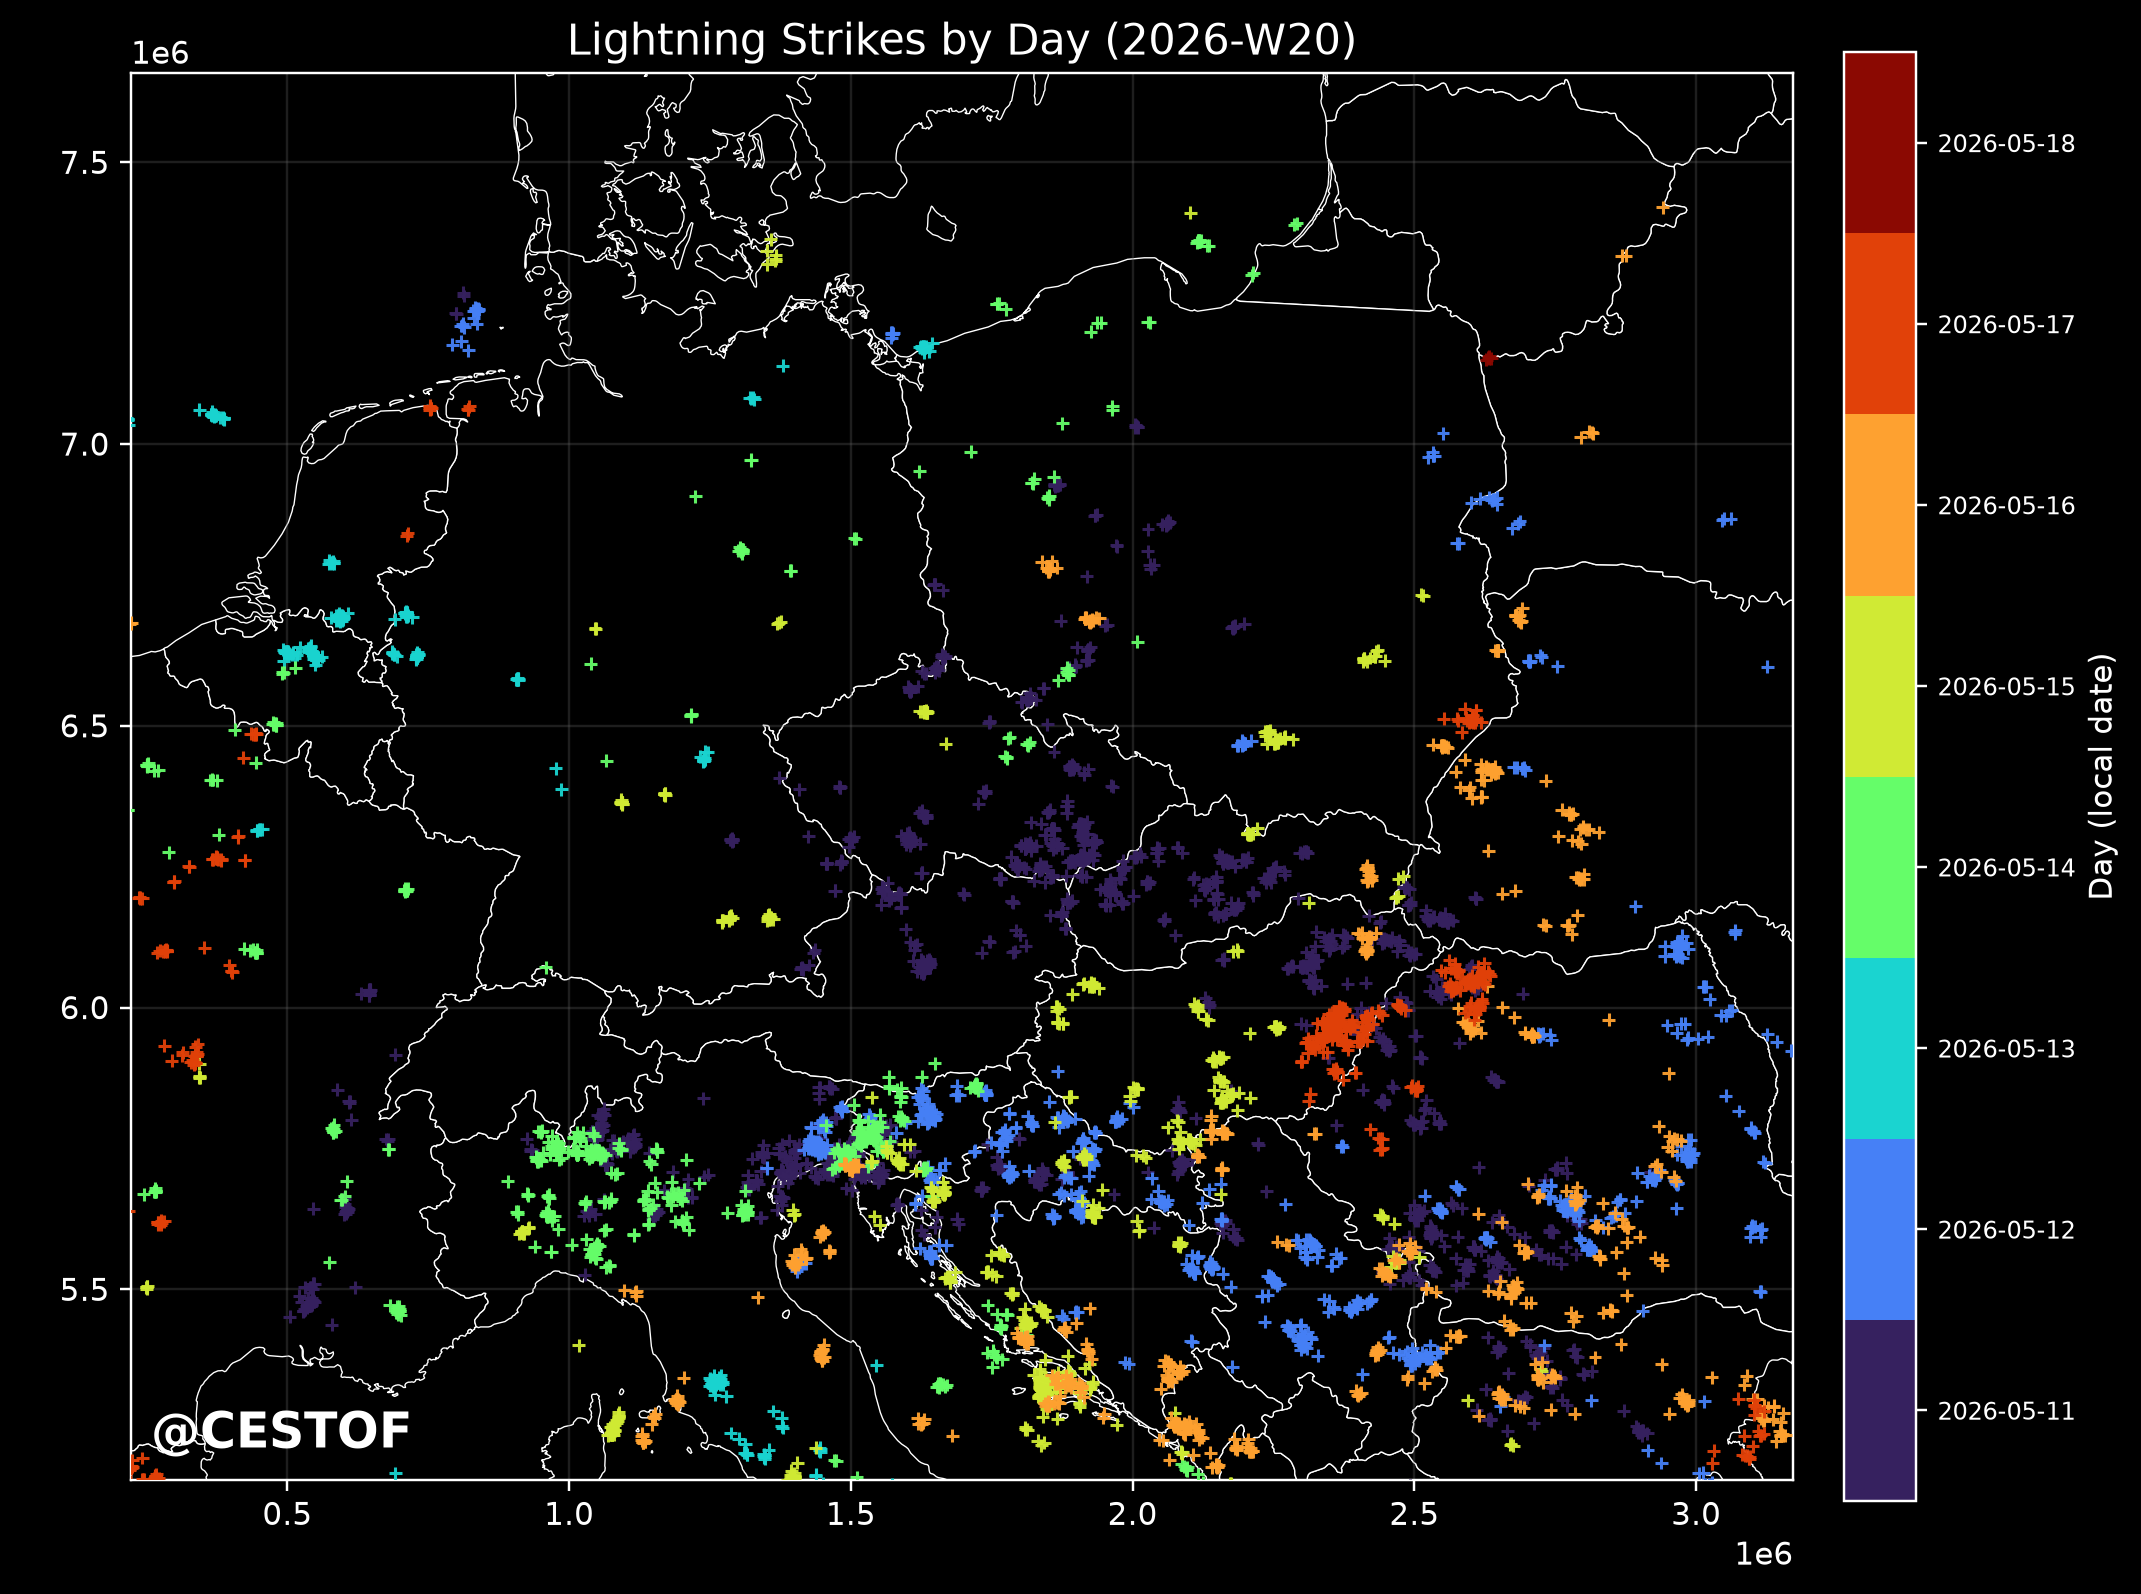 Lightning Strikes by Day (2026-W20)
1e6
7.5
7.0
6.5
6.0
5.5
0.5 1.0 1.5 2.0 2.5 3.0
1e6
@CESTOF
2026-05-18
2026-05-17
2026-05-16
2026-05-15
2026-05-14
2026-05-13
2026-05-12
2026-05-11
Day (local date)